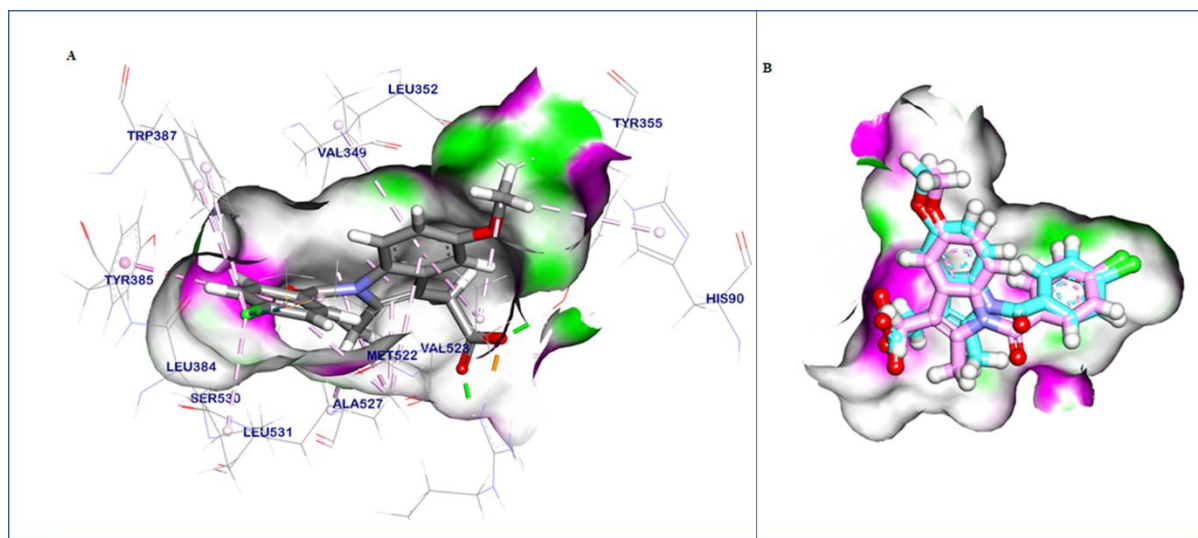 A
B
LEU352
TYR355
TRP387
VAL349
TYR385
HIS90
LEU384
MET522
VAL523
SER530
ALA527
LEU531